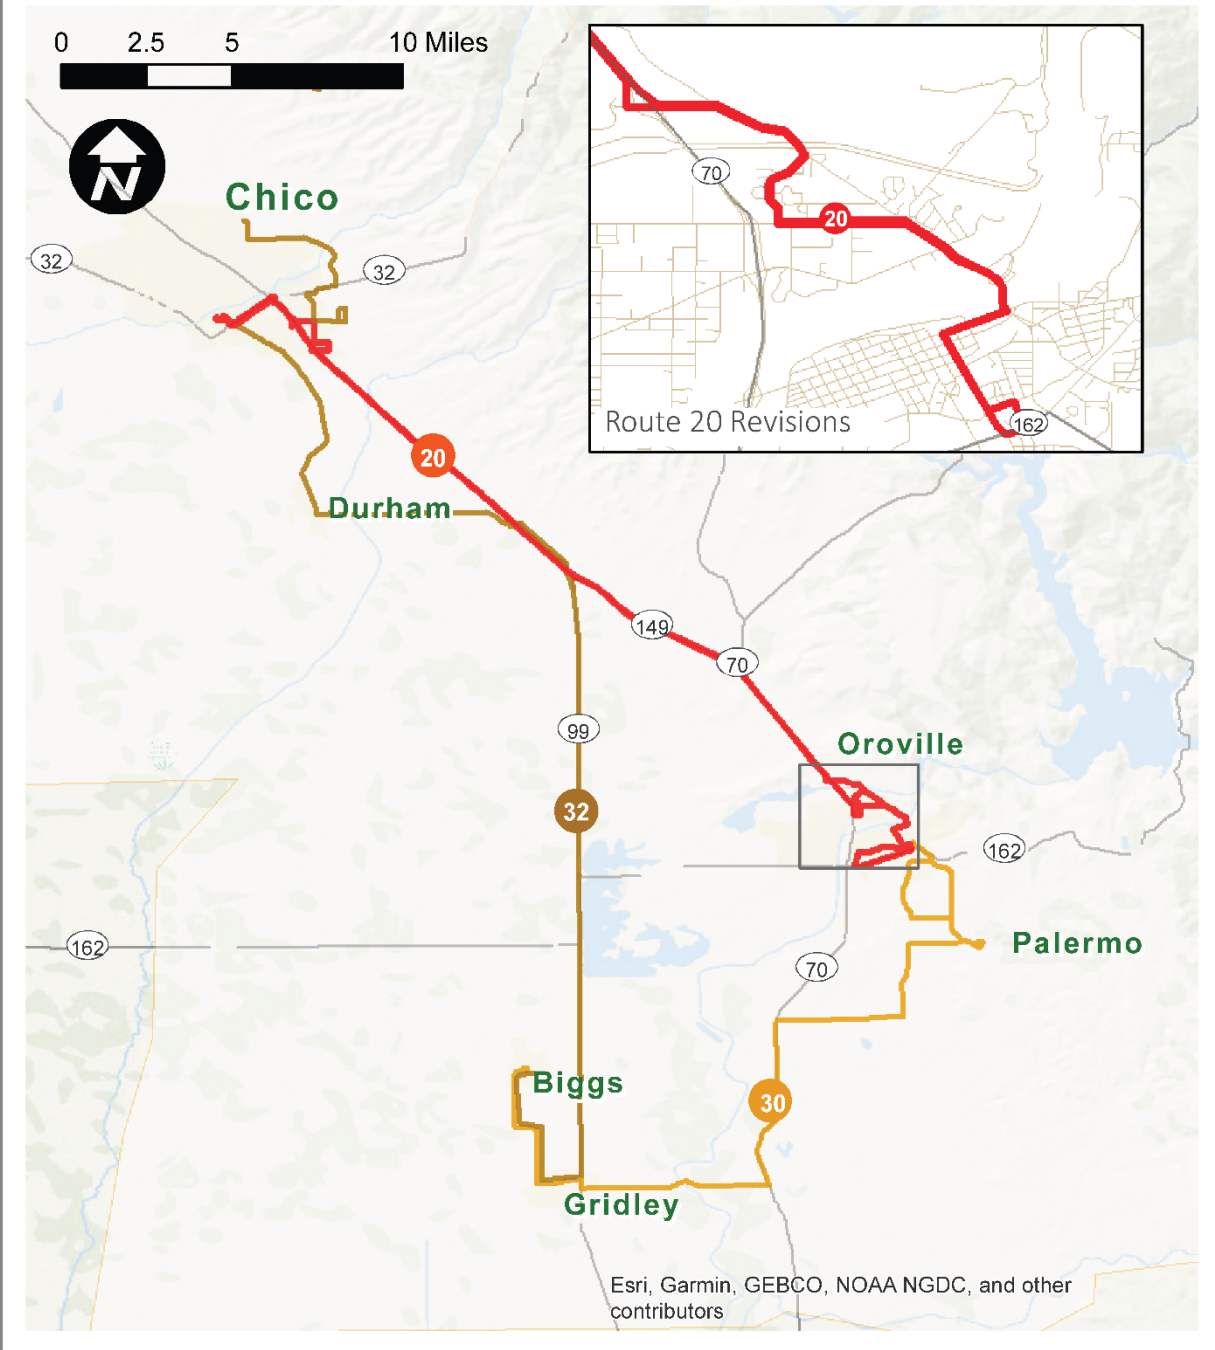 0 2.5 5 10 Miles
N
Chico
32
32
70
20
Route 20 Revisions
162
20
Durham
149
70
99
Oroville
32
162
162
Palermo
70
Biggs
30
Gridley
Esri, Garmin, GEBCO, NOAA NGDC, and other
contributors